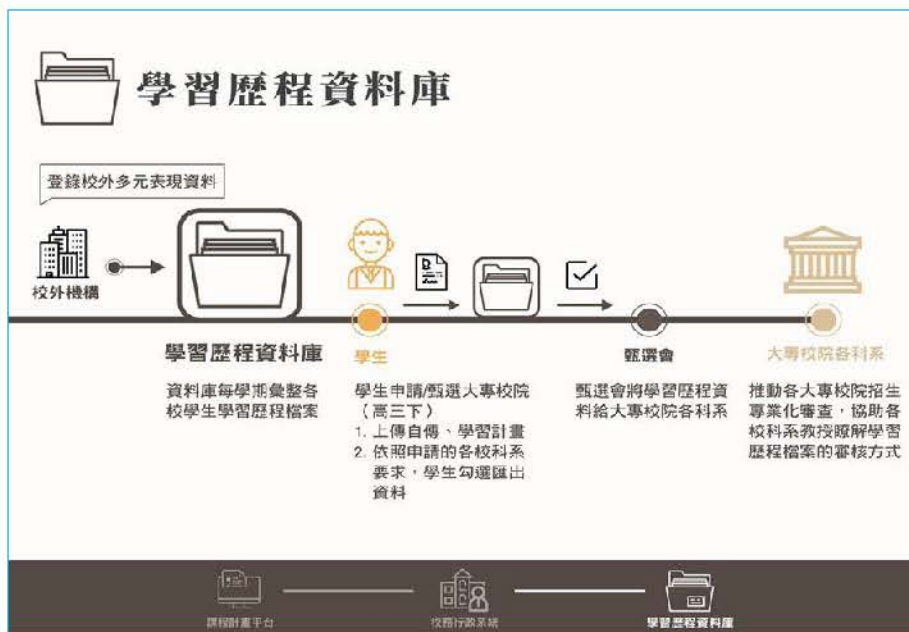 學習歷程資料庫
登錄校外多元表現資料
校外機構
學習歷程資料庫
資料庫每學期彙整各
校學生學習歷程檔案
學生
學生申請/甄選大專校院
（高三下）
1. 上傳自傳、學習計畫
2. 依照申請的各校科系
要求，學生勾選匯出
資料
甄選會
甄選會將學習歷程資
料給大專校院各科系
大專校院各科系
推動各大專校院招生
專業化審查，協助各
校科系教授瞭解學習
歷程檔案的審核方式
課程計畫平台
校務行政系統
學習歷程資料庫